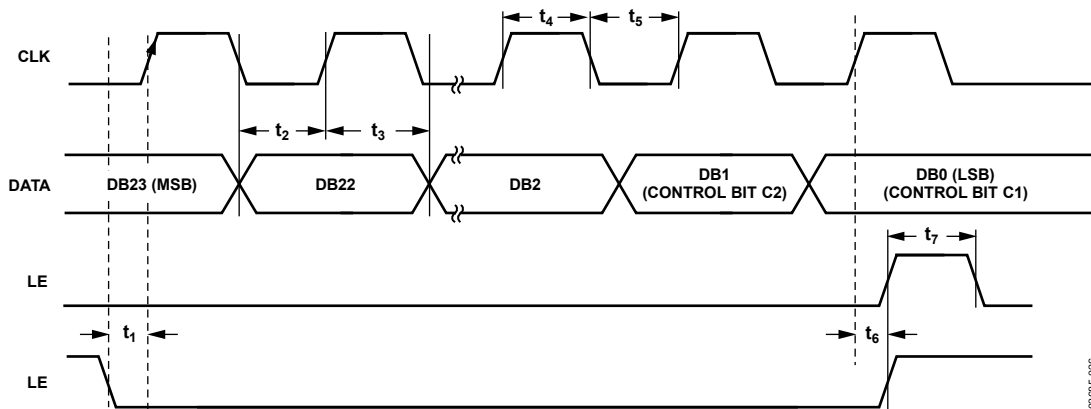 t4 t5
CLK
t2 t3
DATA DB23 (MSB) DB22 DB2 DB1 (CONTROL BIT C2) DB0 (LSB) (CONTROL BIT C1)
t7
LE
t1 t6
LE